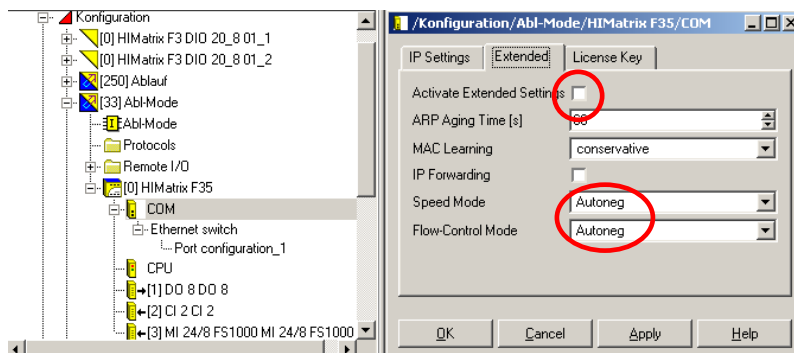 Konfiguration
[0] HIMatrix F3 DIO 20_8 01_1
[0] HIMatrix F3 DIO 20_8 01_2
[250] Ablauf
[33] Abl-Mode
Abl-Mode
Protocols
Remote I/O
[0] HIMatrix F35
COM
Ethernet switch
Port configuration_1
CPU
[1] DO 8 DO 8
[2] CI 2 CI 2
[3] MI 24/8 FS1000 MI 24/8 FS1000
/Konfiguration/Abl-Mode/HIMatrix F35/COM
IP Settings Extended License Key
Activate Extended Settings
ARP Aging Time [s] 60
MAC Learning conservative
IP Forwarding
Speed Mode Autoneg
Flow-Control Mode Autoneg
OK Cancel Apply Help